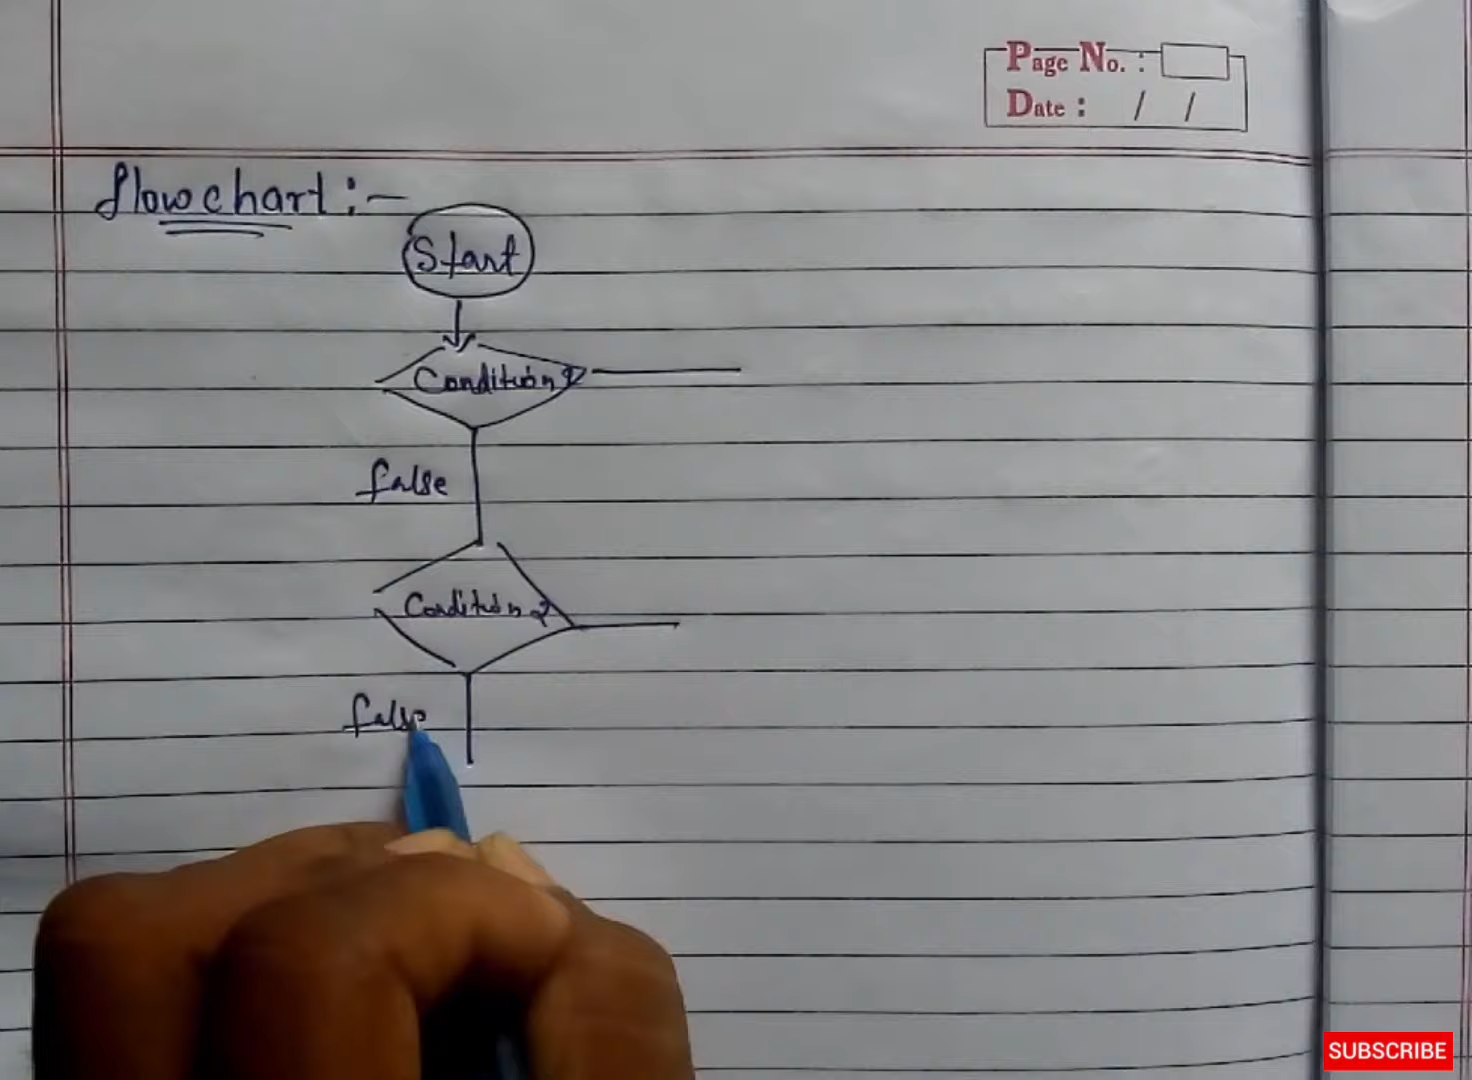 Page No. :
Date : / /
flowchart :-
Start
Condition 1
false
Condition 2
false
SUBSCRIBE